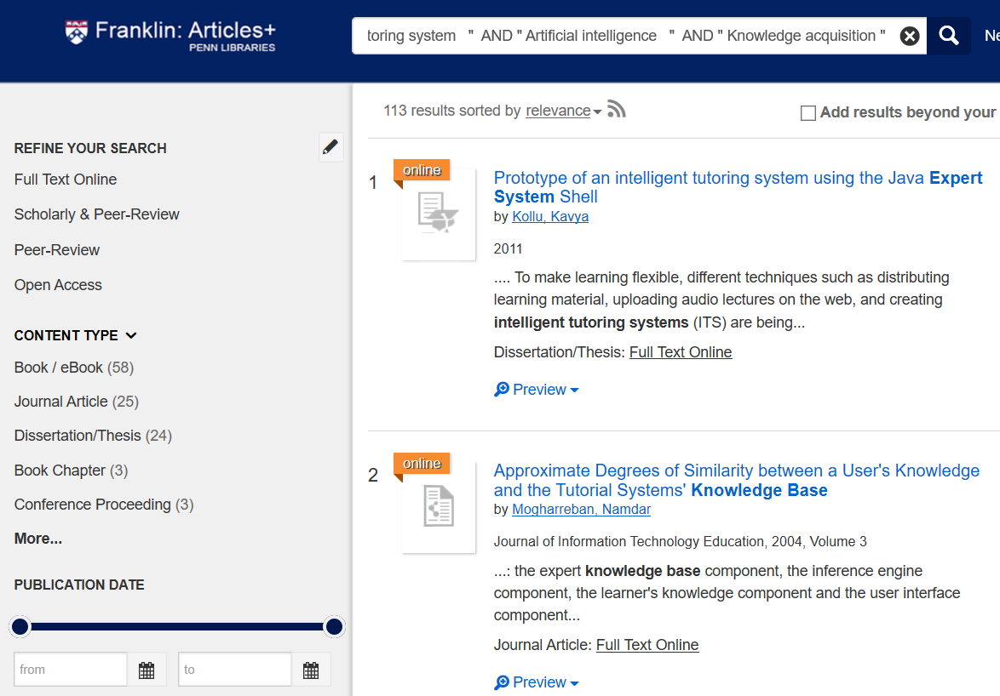 Franklin: Articles+
PENN LIBRARIES
toring system " AND " Artificial intelligence " AND " Knowledge acquisition "
REFINE YOUR SEARCH
Full Text Online
Scholarly & Peer-Review
Peer-Review
Open Access
CONTENT TYPE
Book / eBook (58)
Journal Article (25)
Dissertation/Thesis (24)
Book Chapter (3)
Conference Proceeding (3)
More...
PUBLICATION DATE
from
to
113 results sorted by relevance
Add results beyond your
1
online
Prototype of an intelligent tutoring system using the Java Expert
System Shell
by Kollu, Kavya
2011
.... To make learning flexible, different techniques such as distributing
learning material, uploading audio lectures on the web, and creating
intelligent tutoring systems (ITS) are being...
Dissertation/Thesis: Full Text Online
Preview
2
online
Approximate Degrees of Similarity between a User's Knowledge
and the Tutorial Systems' Knowledge Base
by Mogharreban, Namdar
Journal of Information Technology Education, 2004, Volume 3
...: the expert knowledge base component, the inference engine
component, the learner's knowledge component and the user interface
component...
Journal Article: Full Text Online
Preview